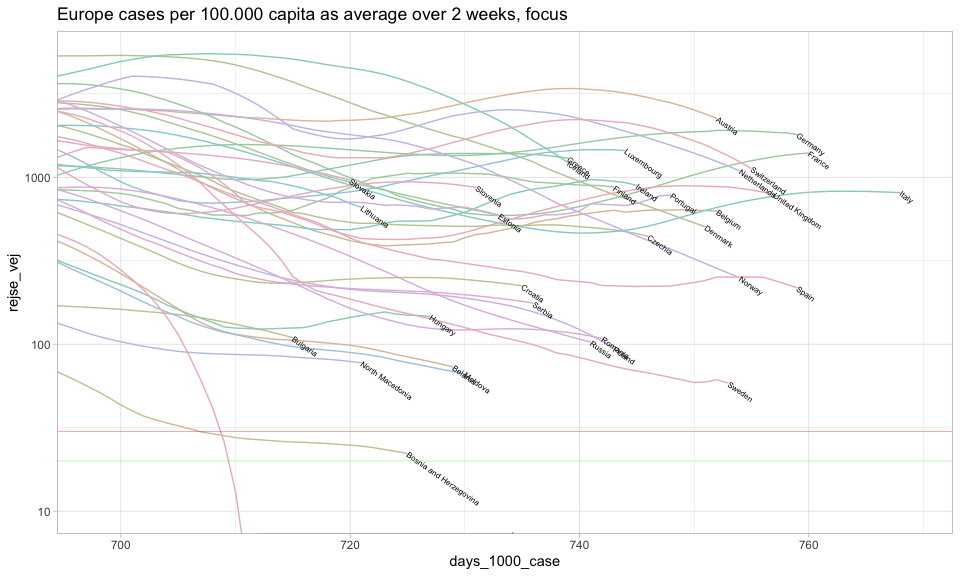 Europe cases per 100.000 capita as average over 2 weeks, focus
rejse_vej
1000
100
10
Austria
Germany
France
Greece
Iceland
Luxembourg
Switzerland
Netherlands
United Kingdom
Italy
Slovakia
Lithuania
Slovenia
Estonia
Finland
Ireland
Portugal
Belgium
Denmark
Czechia
Norway
Spain
Croatia
Serbia
Hungary
Romania
Poland
Russia
Bulgaria
North Macedonia
Belarus
Moldova
Sweden
Bosnia and Herzegovina
700
720
740
760
days_1000_case